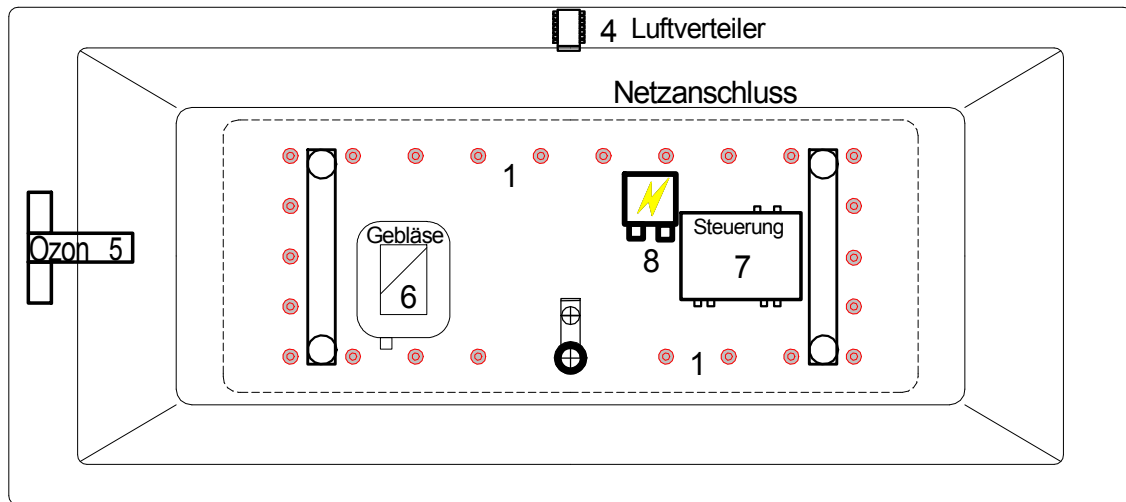 4 Luftverteiler
Netzanschluss
1
Ozon 5
Gebläse
6
8
Steuerung
7
1